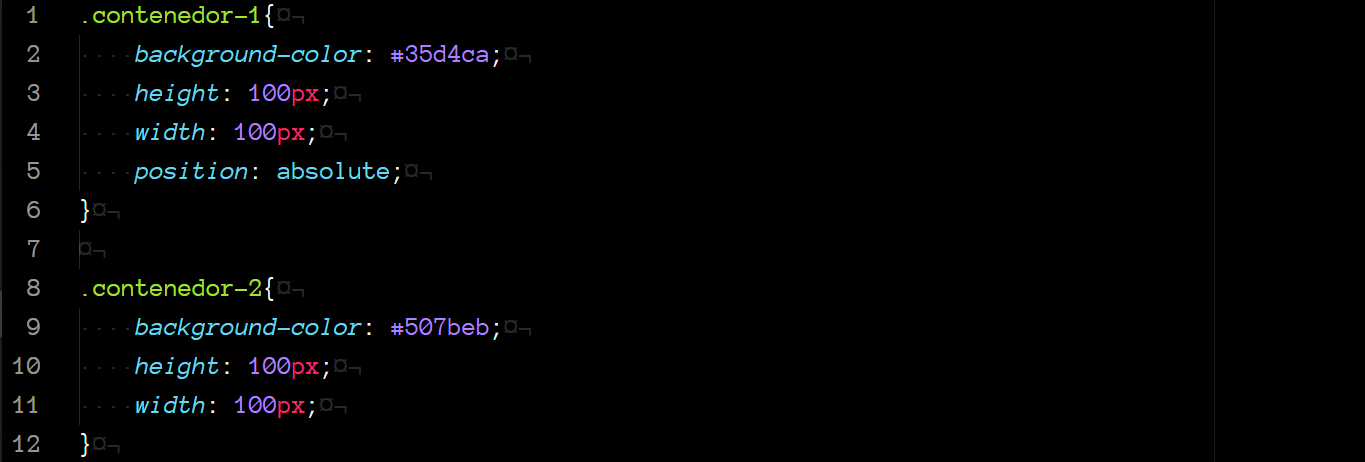 1 .contenedor-1{¤¬
2 ····background-color: #35d4ca;¤¬
3 ····height: 100px;¤¬
4 ····width: 100px;¤¬
5 ····position: absolute;¤¬
6 }¤¬
7 ¤¬
8 .contenedor-2{¤¬
9 ····background-color: #507beb;¤¬
10 ····height: 100px;¤¬
11 ····width: 100px;¤¬
12 }¤¬